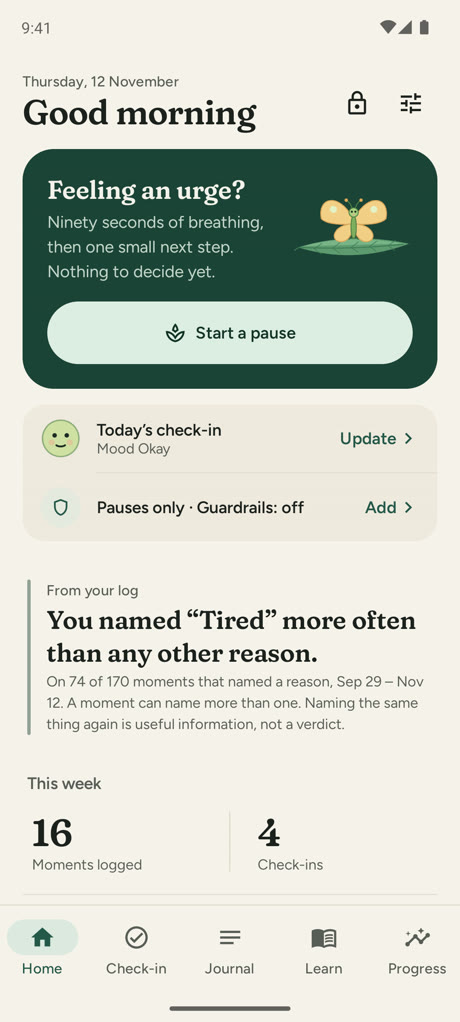 9:41
Thursday, 12 November
Good morning
Feeling an urge?
Ninety seconds of breathing,
then one small next step.
Nothing to decide yet.
Start a pause
Today’s check-in
Mood Okay
Update
Pauses only · Guardrails: off
Add
From your log
You named “Tired” more often
than any other reason.
On 74 of 170 moments that named a reason, Sep 29 – Nov
12. A moment can name more than one. Naming the same
thing again is useful information, not a verdict.
This week
16
Moments logged
4
Check-ins
Home
Check-in
Journal
Learn
Progress